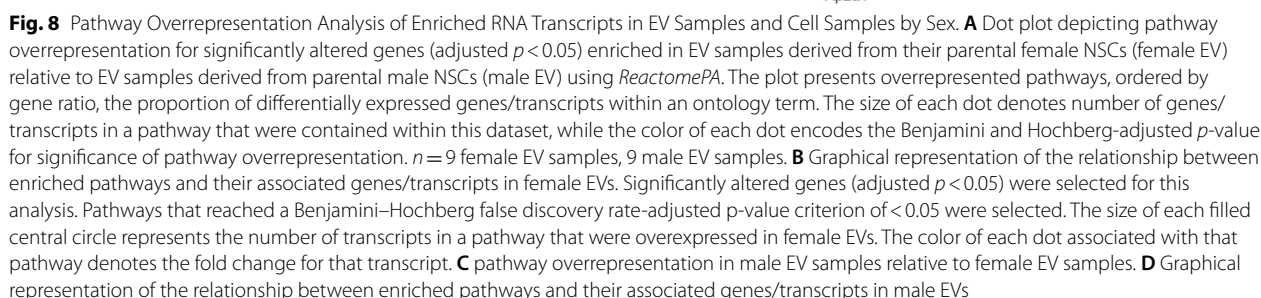 Fig. 8 Pathway Overrepresentation Analysis of Enriched RNA Transcripts in EV Samples and Cell Samples by Sex. A Dot plot depicting pathway
overrepresentation for significantly altered genes (adjusted p < 0.05) enriched in EV samples derived from their parental female NSCs (female EV)
relative to EV samples derived from parental male NSCs (male EV) using ReactomePA. The plot presents overrepresented pathways, ordered by
gene ratio, the proportion of differentially expressed genes/transcripts within an ontology term. The size of each dot denotes number of genes/
transcripts in a pathway that were contained within this dataset, while the color of each dot encodes the Benjamini and Hochberg-adjusted p-value
for significance of pathway overrepresentation. n = 9 female EV samples, 9 male EV samples. B Graphical representation of the relationship between
enriched pathways and their associated genes/transcripts in female EVs. Significantly altered genes (adjusted p < 0.05) were selected for this
analysis. Pathways that reached a Benjamini–Hochberg false discovery rate-adjusted p-value criterion of < 0.05 were selected. The size of each filled
central circle represents the number of transcripts in a pathway that were overexpressed in female EVs. The color of each dot associated with that
pathway denotes the fold change for that transcript. C pathway overrepresentation in male EV samples relative to female EV samples. D Graphical
representation of the relationship between enriched pathways and their associated genes/transcripts in male EVs